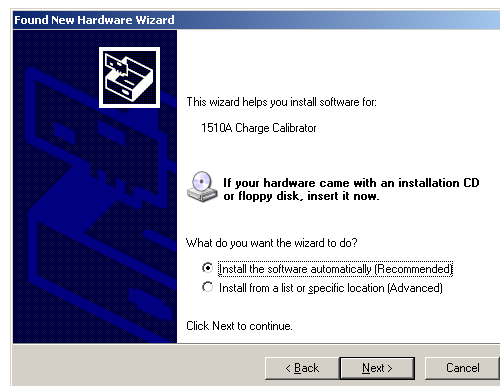 Found New Hardware Wizard
This wizard helps you install software for:
1510A Charge Calibrator
If your hardware came with an installation CD
or floppy disk, insert it now.
What do you want the wizard to do?
Install the software automatically (Recommended)
Install from a list or specific location (Advanced)
Click Next to continue.
< Back
Next >
Cancel